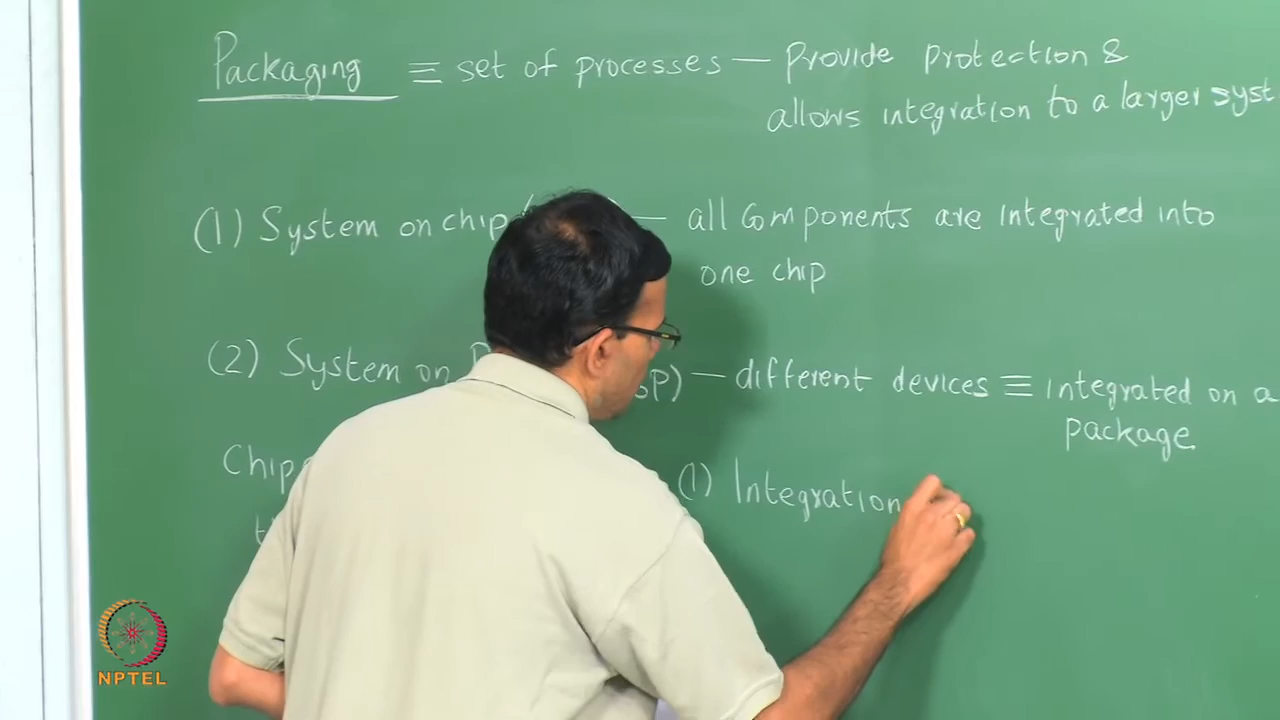 Packaging ≡ set of processes — Provide protection &
allows integration to a larger syst
(1) System on chip — all components are integrated into
one chip
(2) System on P SP) — different devices ≡ integrated on a
package
Chip (1) Integration
NPTEL